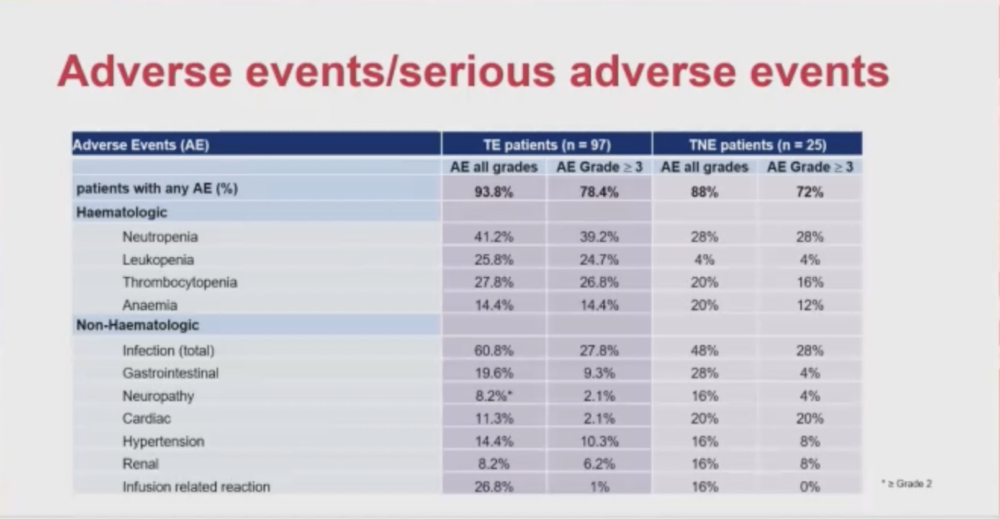 Adverse events/serious adverse events
Adverse Events (AE) TE patients (n = 97) TNE patients (n = 25)
AE all grades AE Grade ≥ 3 AE all grades AE Grade ≥ 3
patients with any AE (%) 93.8% 78.4% 88% 72%
Haematologic
Neutropenia 41.2% 39.2% 28% 28%
Leukopenia 25.8% 24.7% 4% 4%
Thrombocytopenia 27.8% 26.8% 20% 16%
Anaemia 14.4% 14.4% 20% 12%
Non-Haematologic
Infection (total) 60.8% 27.8% 48% 28%
Gastrointestinal 19.6% 9.3% 28% 4%
Neuropathy 8.2%* 2.1% 16% 4%
Cardiac 11.3% 2.1% 20% 20%
Hypertension 14.4% 10.3% 16% 8%
Renal 8.2% 6.2% 16% 8%
Infusion related reaction 26.8% 1% 16% 0%
* ≥ Grade 2